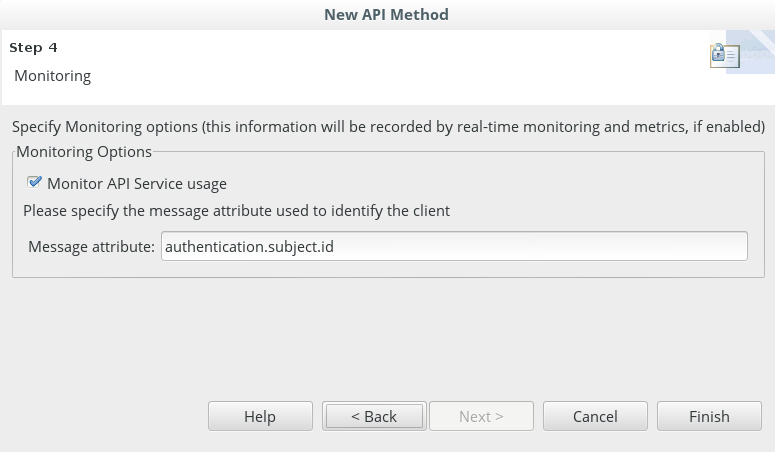 New API Method
Step 4
Monitoring
Specify Monitoring options (this information will be recorded by real-time monitoring and metrics, if enabled)
Monitoring Options
Monitor API Service usage
Please specify the message attribute used to identify the client
Message attribute: authentication.subject.id
Help < Back Next > Cancel Finish